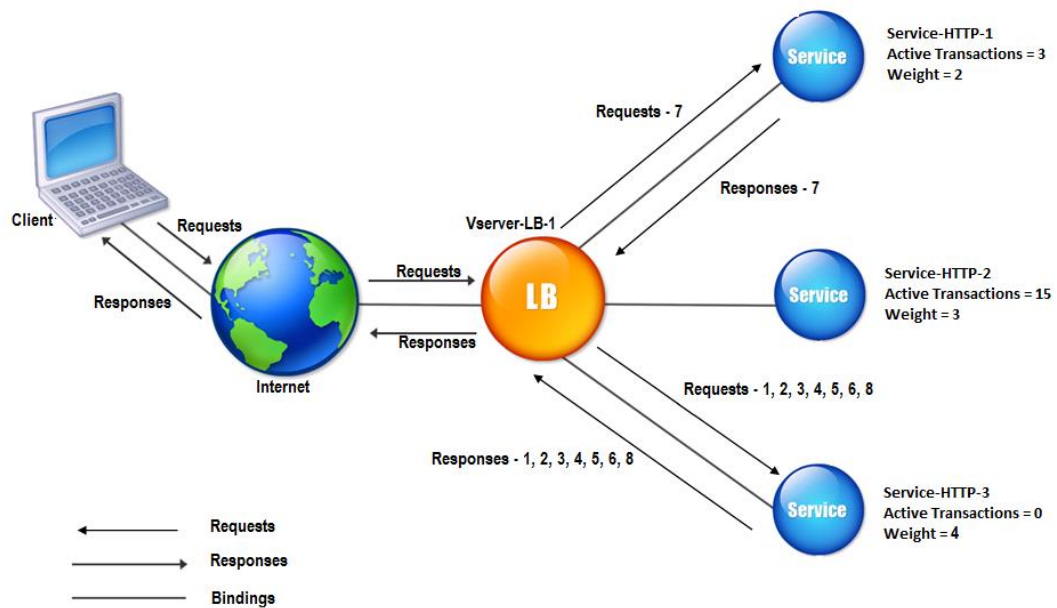 Service
Service-HTTP-1
Active Transactions = 3
Weight = 2
Requests - 7
Responses - 7
Client
Requests
Responses
Internet
Requests
Responses
Vserver-LB-1
LB
Service
Service-HTTP-2
Active Transactions = 15
Weight = 3
Requests - 1, 2, 3, 4, 5, 6, 8
Responses - 1, 2, 3, 4, 5, 6, 8
Service
Service-HTTP-3
Active Transactions = 0
Weight = 4
Requests
Responses
Bindings